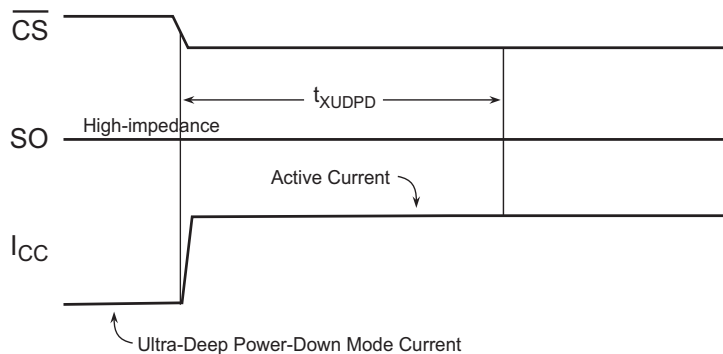 CS
tXUDPD
High-impedance
SO
Active Current
ICC
Ultra-Deep Power-Down Mode Current